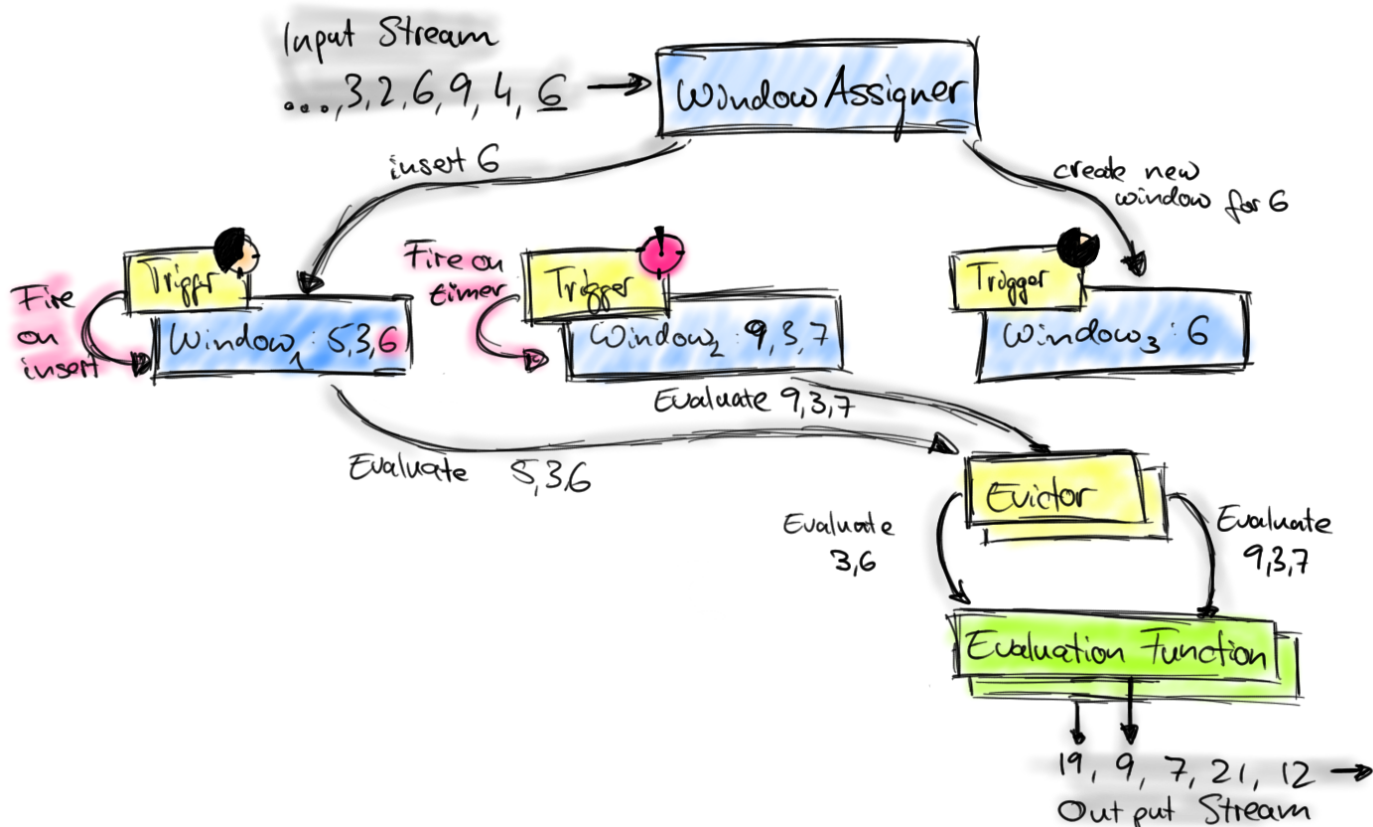 Input Stream
...,3,2,6,9,4,6
Window Assigner
insert 6
create new
window for 6
Trigger
Fire
on
insert
Window1: 5,3,6
Fire on
timer
Trigger
Window2: 9,3,7
Trigger
Window3: 6
Evaluate 9,3,7
Evaluate 5,3,6
Evictor
Evaluate
3,6
Evaluate
9,3,7
Evaluation Function
19, 9, 7, 21, 12
Output Stream